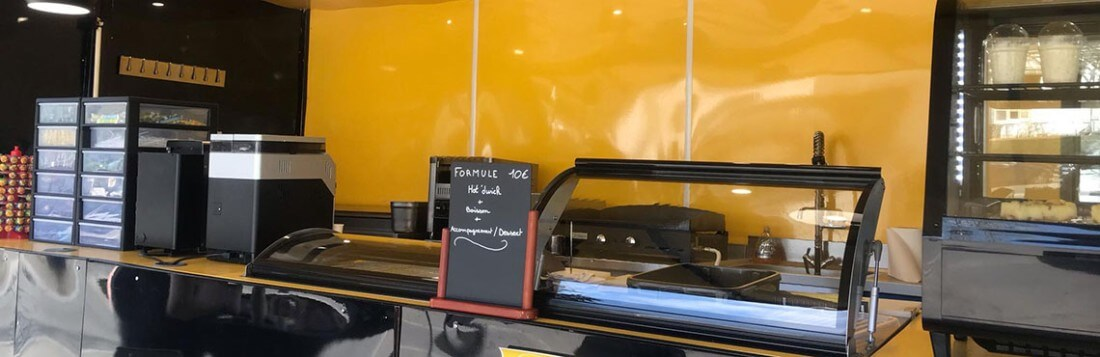 FORMULE 10€
Hot'dwich
+
Boisson
+
Accompagnement/Dessert